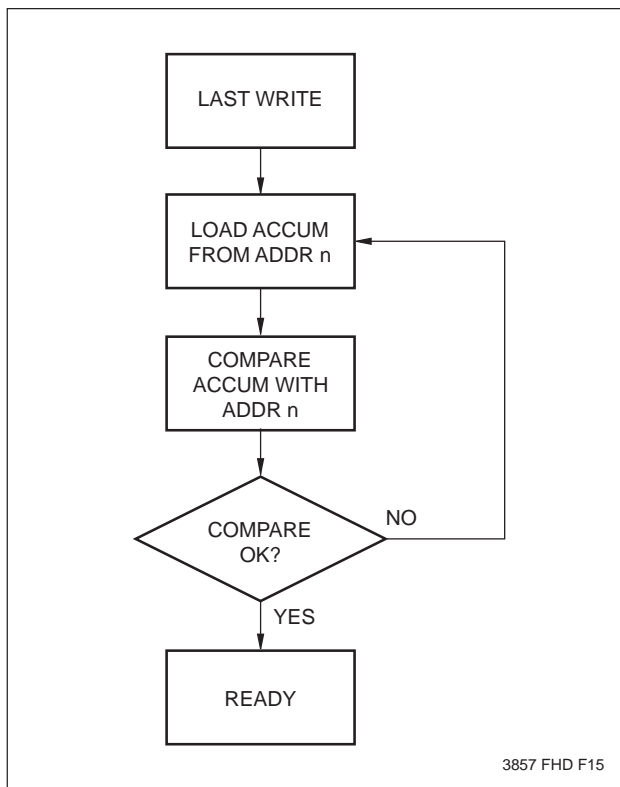 LAST WRITE
LOAD ACCUM
FROM ADDR n
COMPARE
ACCUM WITH
ADDR n
COMPARE
OK?
NO
YES
READY
3857 FHD F15